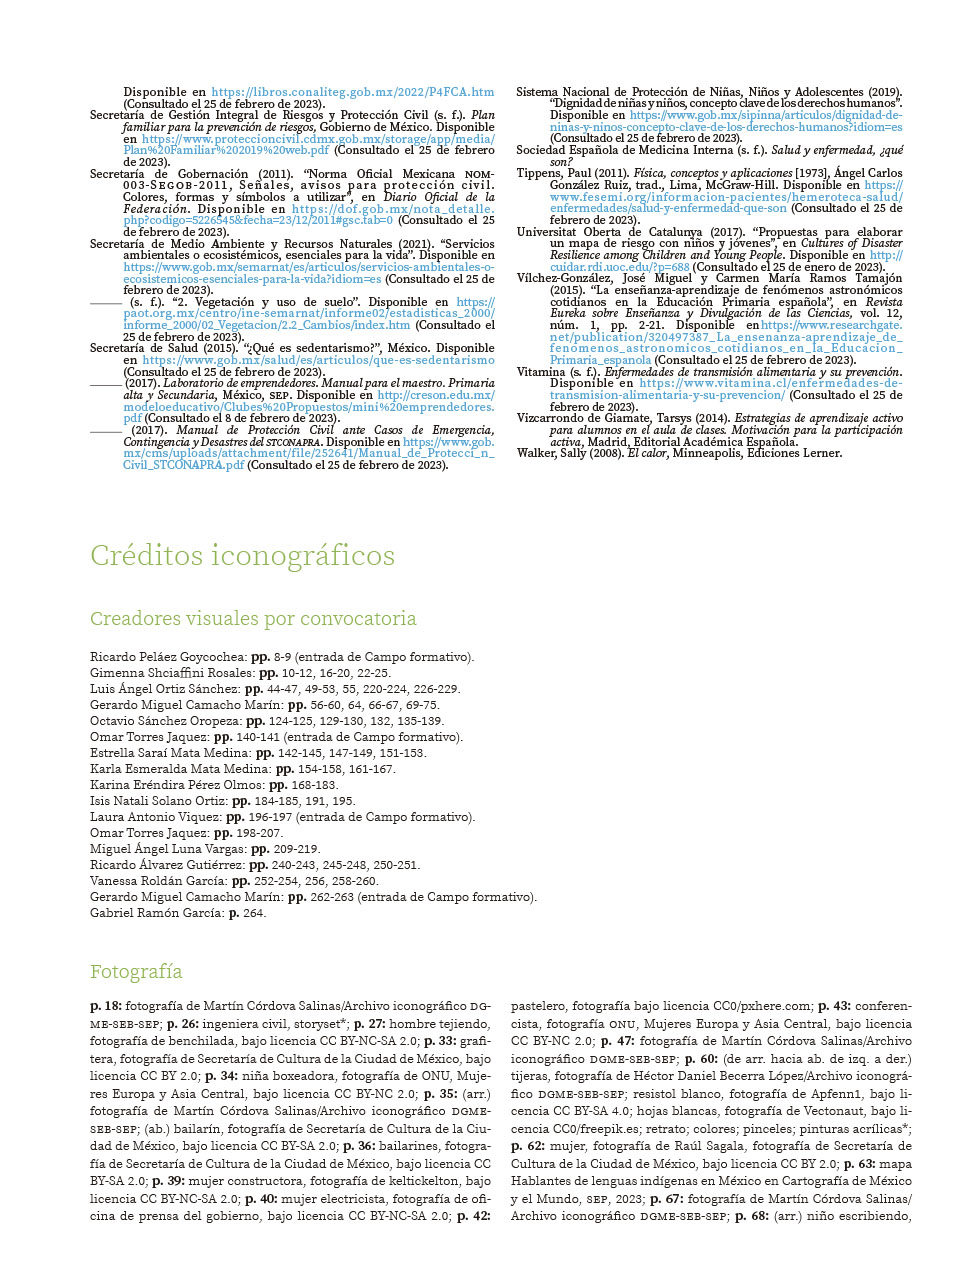 Disponible en https://libros.conaliteg.gob.mx/2022/P4FCA.htm
(Consultado el 25 de febrero de 2023).
Secretaría de Gestión Integral de Riesgos y Protección Civil (s. f.). Plan
familiar para la prevención de riesgos, Gobierno de México. Disponible
en https://www.proteccioncivil.cdmx.gob.mx/storage/app/media/
Plan%20Familiar%202019%20web.pdf (Consultado el 25 de febrero
de 2023).
Secretaría de Gobernación (2011). “Norma Oficial Mexicana NOM-
003-SEGOB-2011, Señales, avisos para protección civil.
Colores, formas y símbolos a utilizar”, en Diario Oficial de la
Federación. Disponible en https://dof.gob.mx/nota_detalle.
php?codigo=5226545&fecha=23/12/2011#gsc.tab=0 (Consultado el 25
de febrero de 2023).
Secretaría de Medio Ambiente y Recursos Naturales (2021). “Servicios
ambientales o ecosistémicos, esenciales para la vida”. Disponible en
https://www.gob.mx/semarnat/es/articulos/servicios-ambientales-o-
ecosistemicos-esenciales-para-la-vida?idiom=es (Consultado el 25 de
febrero de 2023).
______ (s. f.). “2. Vegetación y uso de suelo”. Disponible en https://
paot.org.mx/centro/ine-semarnat/informe02/estadisticas_2000/
informe_2000/02_Vegetacion/2.2_Cambios/index.htm (Consultado el
25 de febrero de 2023).
Secretaría de Salud (2015). “¿Qué es sedentarismo?”, México. Disponible
en https://www.gob.mx/salud/es/articulos/que-es-sedentarismo
(Consultado el 25 de febrero de 2023).
______ (2017). Laboratorio de emprendedores. Manual para el maestro. Primaria
alta y Secundaria, México, SEP. Disponible en http://creson.edu.mx/
modeloeducativo/Clubes%20Propuestos/mini%20emprendedores.
pdf (Consultado el 8 de febrero de 2023).
______ (2017). Manual de Protección Civil ante Casos de Emergencia,
Contingencia y Desastres del STCONAPRA. Disponible en https://www.gob.
mx/cms/uploads/attachment/file/252641/Manual_de_Protecci_n_
Civil_STCONAPRA.pdf (Consultado el 25 de febrero de 2023).
Sistema Nacional de Protección de Niñas, Niños y Adolescentes (2019).
“Dignidad de niñas y niños, concepto clave de los derechos humanos”.
Disponible en https://www.gob.mx/sipinna/articulos/dignidad-de-
ninas-y-ninos-concepto-clave-de-los-derechos-humanos?idiom=es
(Consultado el 25 de febrero de 2023).
Sociedad Española de Medicina Interna (s. f.). Salud y enfermedad, ¿qué
son?
Tippens, Paul (2011). Física, conceptos y aplicaciones [1973], Ángel Carlos
González Ruíz, trad., Lima, McGraw-Hill. Disponible en https://
www.fesemi.org/informacion-pacientes/hemeroteca-salud/
enfermedades/salud-y-enfermedad-que-son (Consultado el 25 de
febrero de 2023).
Universitat Oberta de Catalunya (2017). “Propuestas para elaborar
un mapa de riesgo con niños y jóvenes”, en Cultures of Disaster
Resilience among Children and Young People. Disponible en http://
cuidar.rdi.uoc.edu/?p=688 (Consultado el 25 de enero de 2023).
Vílchez-González, José Miguel y Carmen María Ramos Tamajón
(2015). “La enseñanza-aprendizaje de fenómenos astronómicos
cotidianos en la Educación Primaria española”, en Revista
Eureka sobre Enseñanza y Divulgación de las Ciencias, vol. 12,
núm. 1, pp. 2-21. Disponible en https://www.researchgate.
net/publication/320497387_La_ensenanza-aprendizaje_de_
fenomenos_astronomicos_cotidianos_en_la_Educacion_
Primaria_espanola (Consultado el 25 de febrero de 2023).
Vitamina (s. f.). Enfermedades de transmisión alimentaria y su prevención.
Disponible en https://www.vitamina.cl/enfermedades-de-
transmision-alimentaria-y-su-prevencion/ (Consultado el 25 de
febrero de 2023).
Vizcarrondo de Giamate, Tarsys (2014). Estrategias de aprendizaje activo
para alumnos en el aula de clases. Motivación para la participación
activa, Madrid, Editorial Académica Española.
Walker, Sally (2008). El calor, Minneapolis, Ediciones Lerner.
Créditos iconográficos
Creadores visuales por convocatoria
Ricardo Peláez Goycochea: pp. 8-9 (entrada de Campo formativo).
Gimenna Shciaffini Rosales: pp. 10-12, 16-20, 22-25.
Luis Ángel Ortiz Sánchez: pp. 44-47, 49-53, 55, 220-224, 226-229.
Gerardo Miguel Camacho Marín: pp. 56-60, 64, 66-67, 69-75.
Octavio Sánchez Oropeza: pp. 124-125, 129-130, 132, 135-139.
Omar Torres Jaquez: pp. 140-141 (entrada de Campo formativo).
Estrella Saraí Mata Medina: pp. 142-145, 147-149, 151-153.
Karla Esmeralda Mata Medina: pp. 154-158, 161-167.
Karina Eréndira Pérez Olmos: pp. 168-183.
Isis Natali Solano Ortiz: pp. 184-185, 191, 195.
Laura Antonio Viquez: pp. 196-197 (entrada de Campo formativo).
Omar Torres Jaquez: pp. 198-207.
Miguel Ángel Luna Vargas: pp. 209-219.
Ricardo Álvarez Gutiérrez: pp. 240-243, 245-248, 250-251.
Vanessa Roldán García: pp. 252-254, 256, 258-260.
Gerardo Miguel Camacho Marín: pp. 262-263 (entrada de Campo formativo).
Gabriel Ramón García: p. 264.
Fotografía
p. 18: fotografía de Martín Córdova Salinas/Archivo iconográfico DG-
ME-SEB-SEP; p. 26: ingeniera civil, storyset*; p. 27: hombre tejiendo,
fotografía de benchilada, bajo licencia CC BY-NC-SA 2.0; p. 33: grafi-
tera, fotografía de Secretaría de Cultura de la Ciudad de México, bajo
licencia CC BY 2.0; p. 34: niña boxeadora, fotografía de ONU, Muje-
res Europa y Asia Central, bajo licencia CC BY-NC 2.0; p. 35: (arr.)
fotografía de Martín Córdova Salinas/Archivo iconográfico DGME-
SEB-SEP; (ab.) bailarín, fotografía de Secretaría de Cultura de la Ciu-
dad de México, bajo licencia CC BY-SA 2.0; p. 36: bailarines, fotogra-
fía de Secretaría de Cultura de la Ciudad de México, bajo licencia CC
BY-SA 2.0; p. 39: mujer constructora, fotografía de keltickelton, bajo
licencia CC BY-NC-SA 2.0; p. 40: mujer electricista, fotografía de ofi-
cina de prensa del gobierno, bajo licencia CC BY-NC-SA 2.0; p. 42:
pastelero, fotografía bajo licencia CC0/pxhere.com; p. 43: conferen-
cista, fotografía ONU, Mujeres Europa y Asia Central, bajo licencia
CC BY-NC 2.0; p. 47: fotografía de Martín Córdova Salinas/Archivo
iconográfico DGME-SEB-SEP; p. 60: (de arr. hacia ab. de izq. a der.)
tijeras, fotografía de Héctor Daniel Becerra López/Archivo iconográ-
fico DGME-SEB-SEP; resistol blanco, fotografía de Apfenn1, bajo li-
cencia CC BY-SA 4.0; hojas blancas, fotografía de Vectonaut, bajo li-
cencia CC0/freepik.es; retrato; colores; pinceles; pinturas acrílicas*;
p. 62: mujer, fotografía de Raúl Sagala, fotografía de Secretaría de
Cultura de la Ciudad de México, bajo licencia CC BY 2.0; p. 63: mapa
Hablantes de lenguas indígenas en México en Cartografía de México
y el Mundo, SEP, 2023; p. 67: fotografía de Martín Córdova Salinas/
Archivo iconográfico DGME-SEB-SEP; p. 68: (arr.) niño escribiendo,